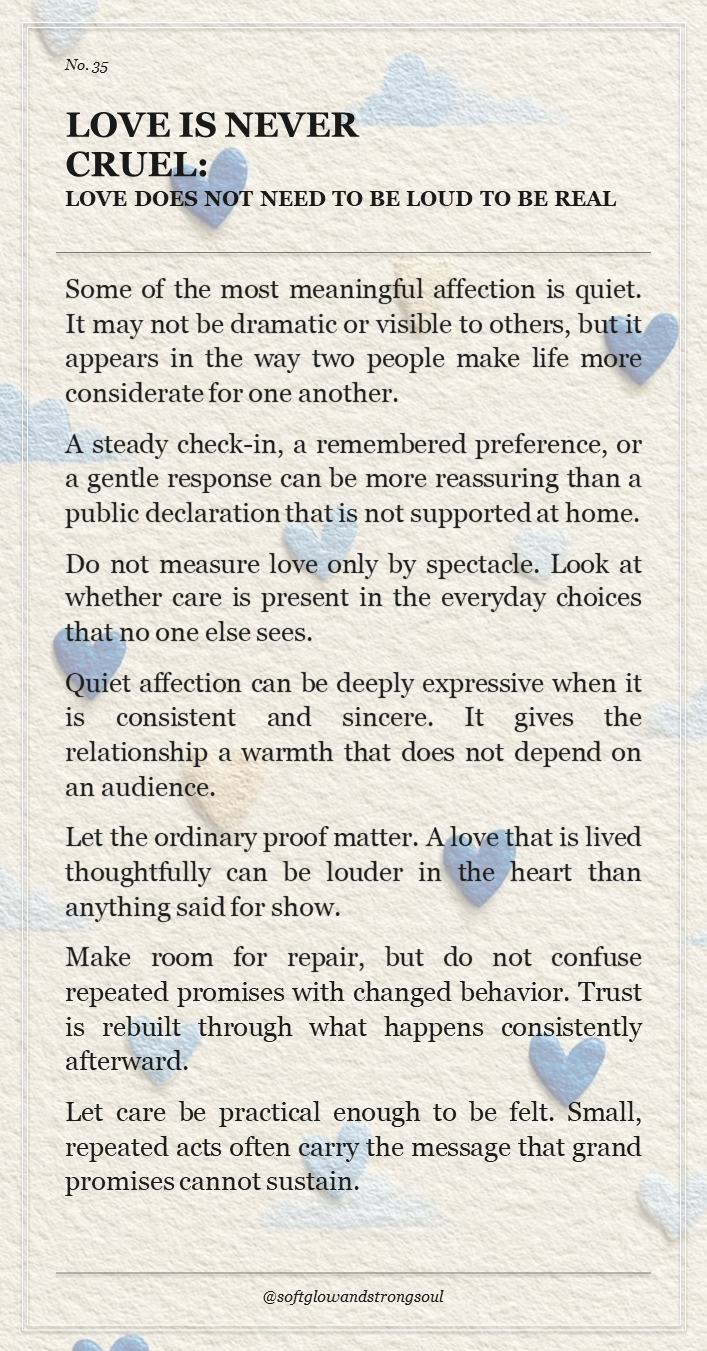 No. 35
LOVE IS NEVER
CRUEL:
LOVE DOES NOT NEED TO BE LOUD TO BE REAL
Some of the most meaningful affection is quiet.
It may not be dramatic or visible to others, but it
appears in the way two people make life more
considerate for one another.
A steady check-in, a remembered preference, or
a gentle response can be more reassuring than a
public declaration that is not supported at home.
Do not measure love only by spectacle. Look at
whether care is present in the everyday choices
that no one else sees.
Quiet affection can be deeply expressive when it
is consistent and sincere. It gives the
relationship a warmth that does not depend on
an audience.
Let the ordinary proof matter. A love that is lived
thoughtfully can be louder in the heart than
anything said for show.
Make room for repair, but do not confuse
repeated promises with changed behavior. Trust
is rebuilt through what happens consistently
afterward.
Let care be practical enough to be felt. Small,
repeated acts often carry the message that grand
promises cannot sustain.
@softglowandstrongsoul